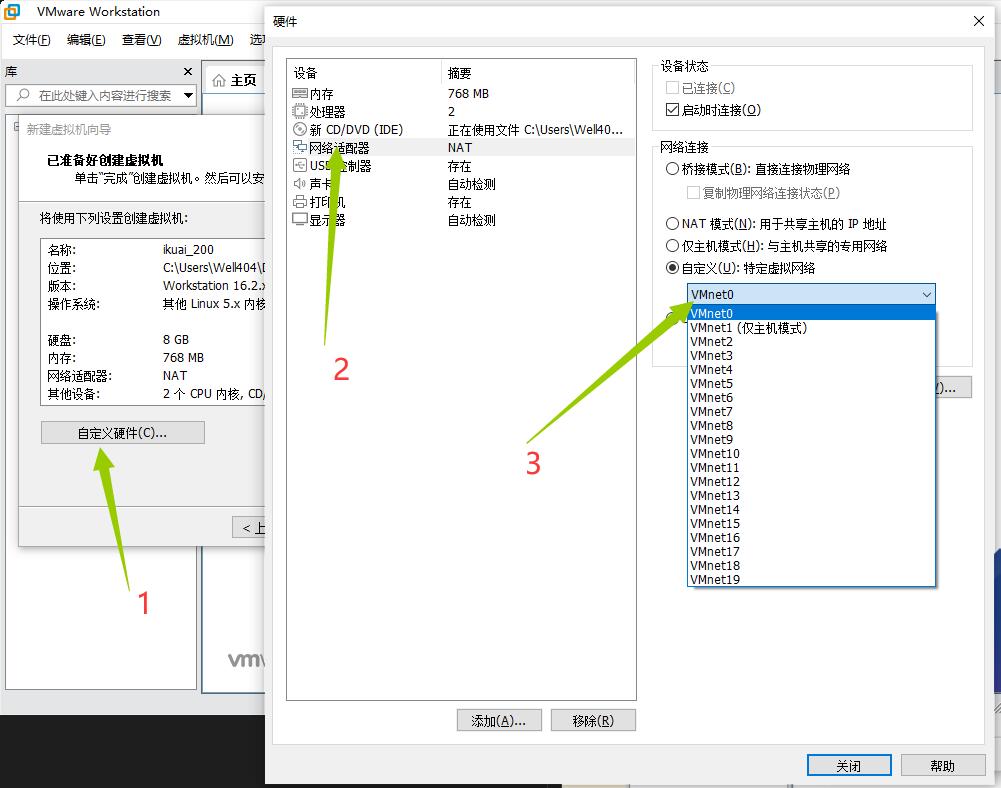 VMware Workstation
文件(F) 编辑(E) 查看(V) 虚拟机(M)
库
在此处键入内容进行搜索
主页
新建虚拟机向导
已准备好创建虚拟机
单击“完成”创建虚拟机。然后可以安
将使用下列设置创建虚拟机:
名称: ikuai_200
位置: C:\Users\Well404\
版本: Workstation 16.2.x
操作系统: 其他 Linux 5.x 内核
硬盘: 8 GB
内存: 768 MB
网络适配器: NAT
其他设备: 2 个 CPU 内核, CD/
自定义硬件(C)...
< 上
1
硬件
设备 摘要
内存 768 MB
处理器 2
新 CD/DVD (IDE) 正在使用文件 C:\Users\Well40...
网络适配器 NAT
USB 控制器 存在
声卡 自动检测
打印机 存在
显示器 自动检测
2
添加(A)...
移除(R)
设备状态
已连接(C)
启动时连接(O)
网络连接
桥接模式(B): 直接连接物理网络
复制物理网络连接状态(P)
NAT 模式(N): 用于共享主机的 IP 地址
仅主机模式(H): 与主机共享的专用网络
自定义(U): 特定虚拟网络
VMnet0
VMnet0
VMnet1 (仅主机模式)
VMnet2
VMnet3
VMnet4
VMnet5
VMnet6
VMnet7
VMnet8
VMnet9
VMnet10
VMnet11
VMnet12
VMnet13
VMnet14
VMnet15
VMnet16
VMnet17
VMnet18
VMnet19
3
关闭
帮助